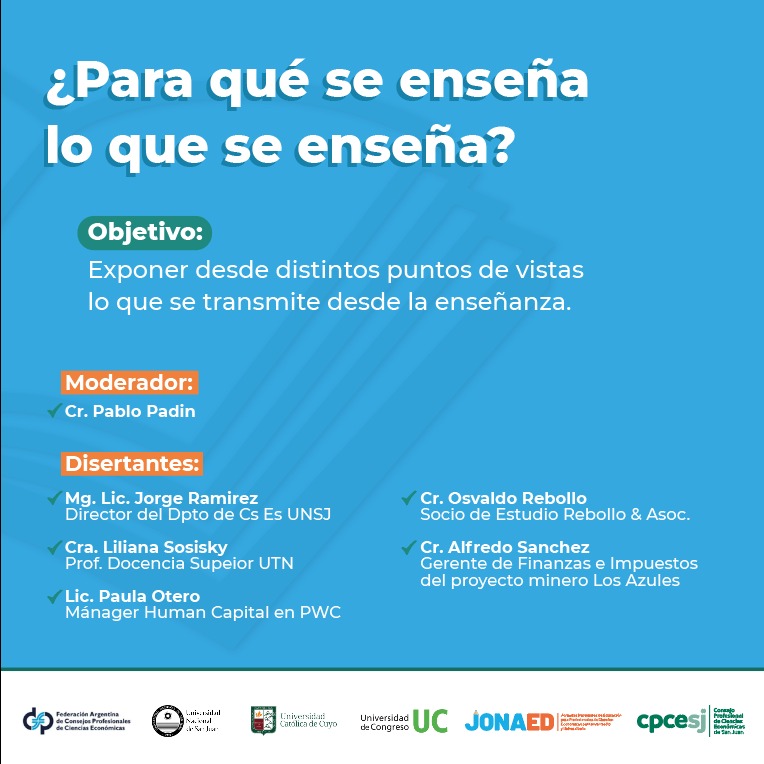 ¿Para qué se enseña
lo que se enseña?
Objetivo:
Exponer desde distintos puntos de vistas
lo que se transmite desde la enseñanza.
Moderador:
Cr. Pablo Padin
Disertantes:
Mg. Lic. Jorge Ramirez
Director del Dpto de Cs Es UNSJ
Cra. Liliana Sosisky
Prof. Docencia Supeior UTN
Lic. Paula Otero
Mánager Human Capital en PWC
Cr. Osvaldo Rebollo
Socio de Estudio Rebollo & Asoc.
Cr. Alfredo Sanchez
Gerente de Finanzas e Impuestos
del proyecto minero Los Azules
Federación Argentina
de Consejos Profesionales
de Ciencias Económicas
Universidad
Nacional
de San Juan
Universidad
Católica de Cuyo
Universidad
de Congreso
UC
JONAED
cpcesj
Consejo
Profesional
de Ciencias
Económicas
de San Juan